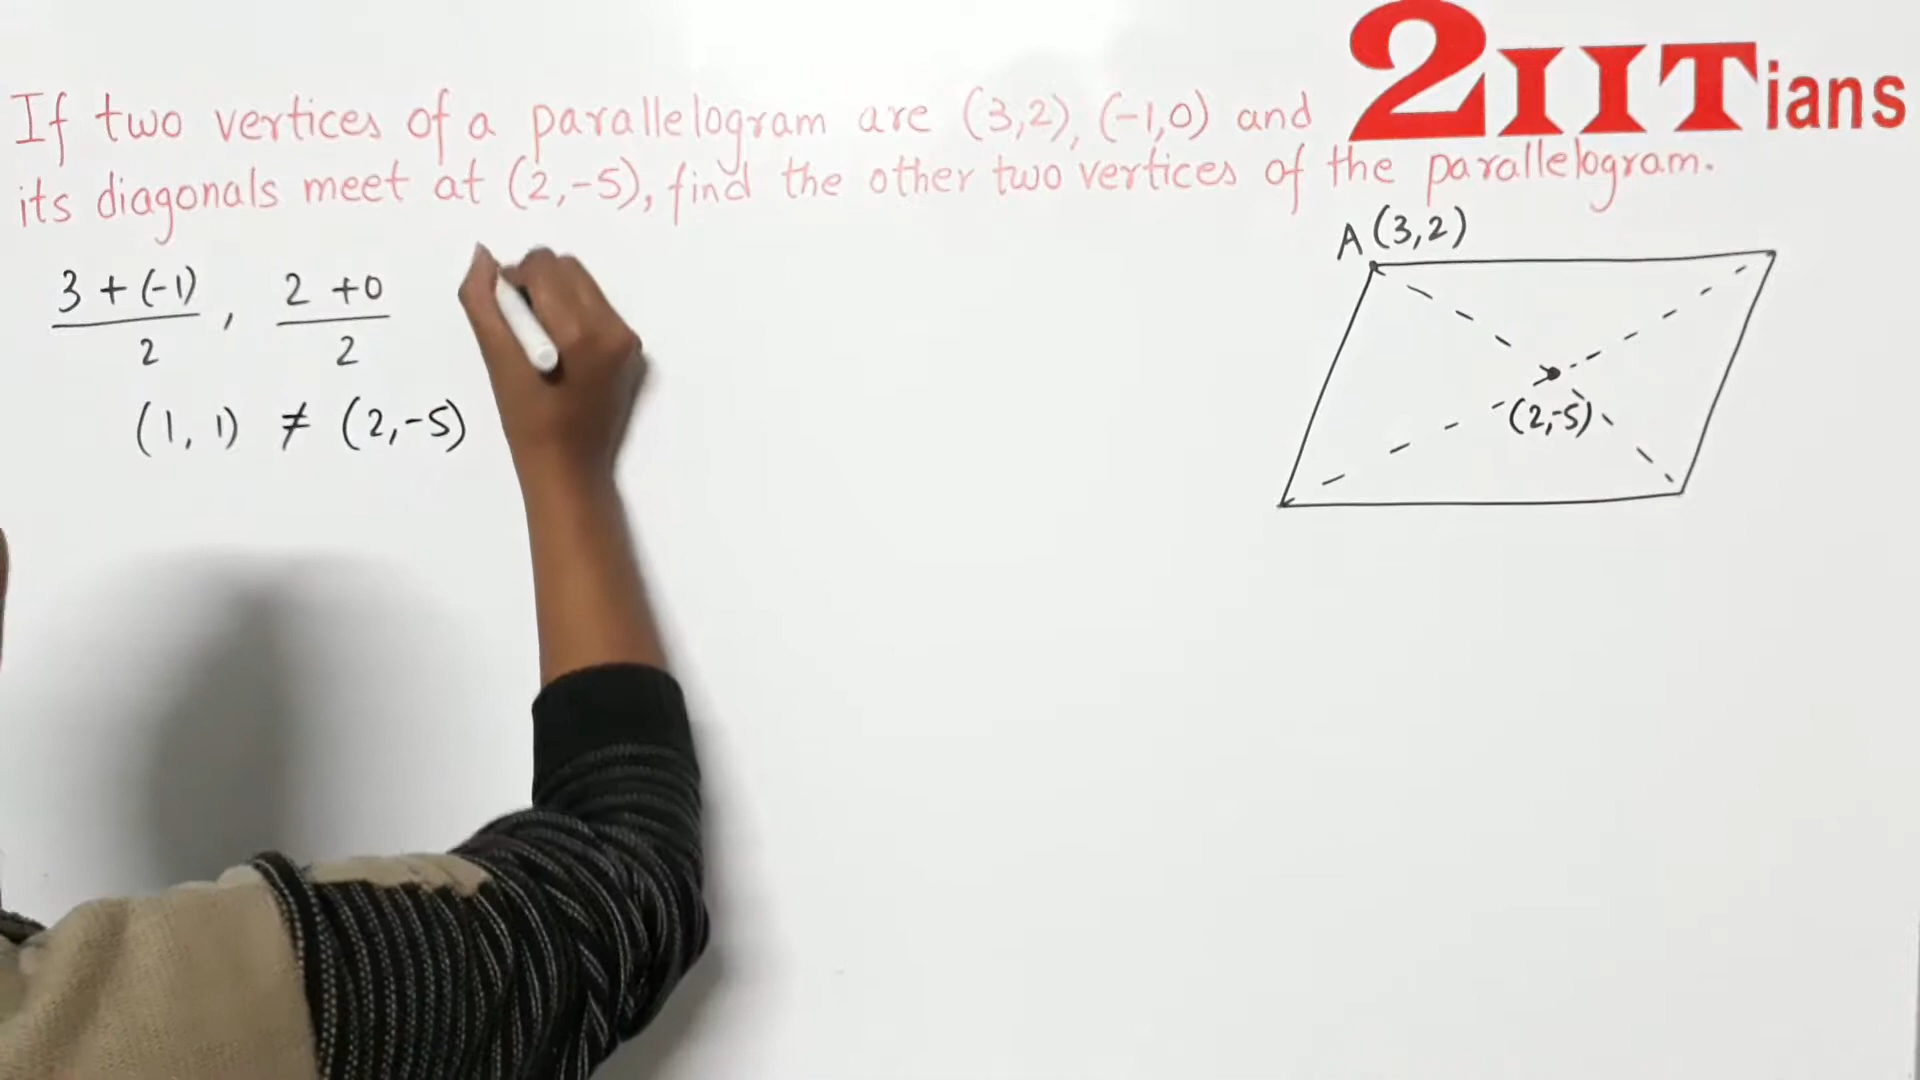 2IITians
If two vertices of a parallelogram are (3,2), (-1,0) and
its diagonals meet at (2,-5), find the other two vertices of the parallelogram.
A (3,2)
3 + (-1) / 2 , 2 + 0 / 2
(1, 1) ≠ (2,-5)
(2,-5)